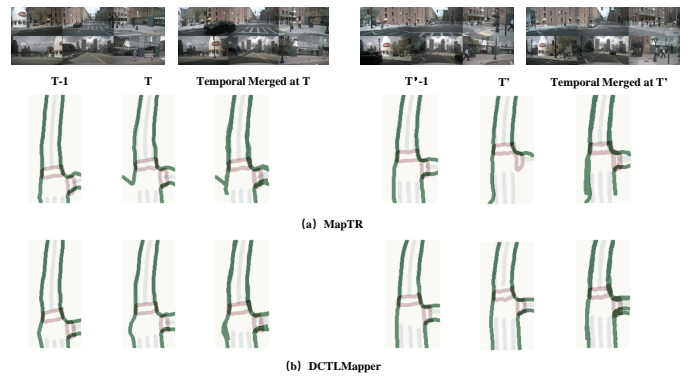 T-1 T Temporal Merged at T T'-1 T' Temporal Merged at T'
(a) MapTR
(b) DCTLMapper